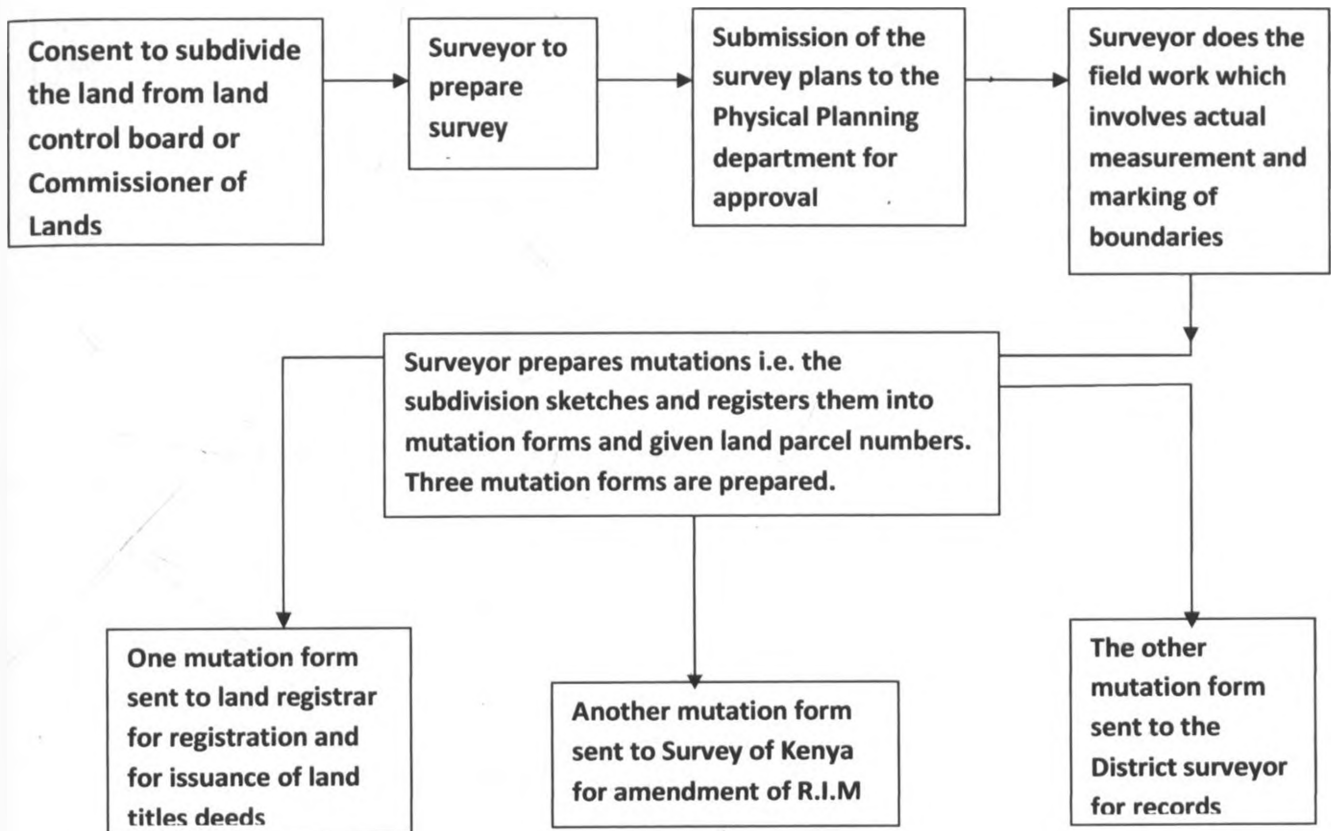 Consent to subdivide
the land from land
control board or
Commissioner of
Lands
Surveyor to
prepare
survey
Submission of the
survey plans to the
Physical Planning
department for
approval
Surveyor does the
field work which
involves actual
measurement and
marking of
boundaries
Surveyor prepares mutations i.e. the
subdivision sketches and registers them into
mutation forms and given land parcel numbers.
Three mutation forms are prepared.
One mutation form
sent to land registrar
for registration and
for issuance of land
titles deeds
Another mutation form
sent to Survey of Kenya
for amendment of R.I.M
The other
mutation form
sent to the
District surveyor
for records